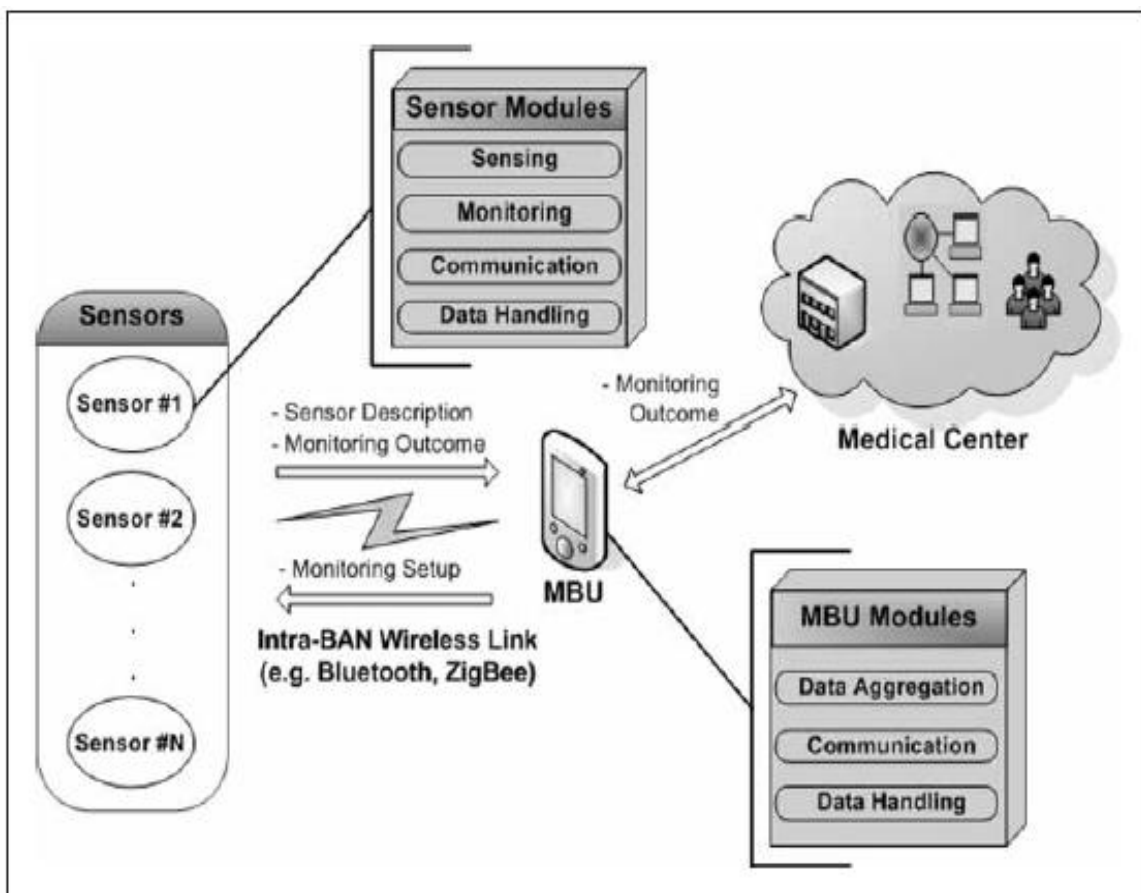 Sensor Modules
Sensing
Monitoring
Communication
Data Handling
Sensors
Sensor #1
Sensor #2
Sensor #N
- Sensor Description
- Monitoring Outcome
- Monitoring Setup
Intra-BAN Wireless Link
(e.g. Bluetooth, ZigBee)
MBU
- Monitoring
Outcome
Medical Center
MBU Modules
Data Aggregation
Communication
Data Handling